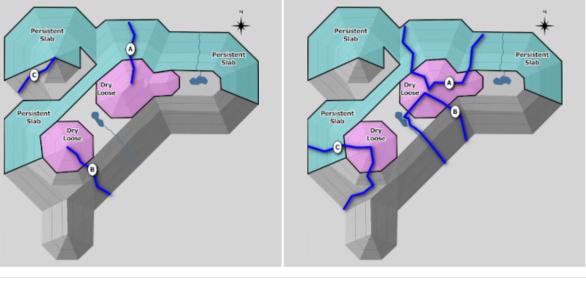 N
Persistent
Slab
A
Persistent
Slab
C
Dry
Loose
Persistent
Slab
Dry
Loose
B
N
Persistent
Slab
Persistent
Slab
A
Dry
Loose
B
Persistent
Slab
Dry
Loose
C